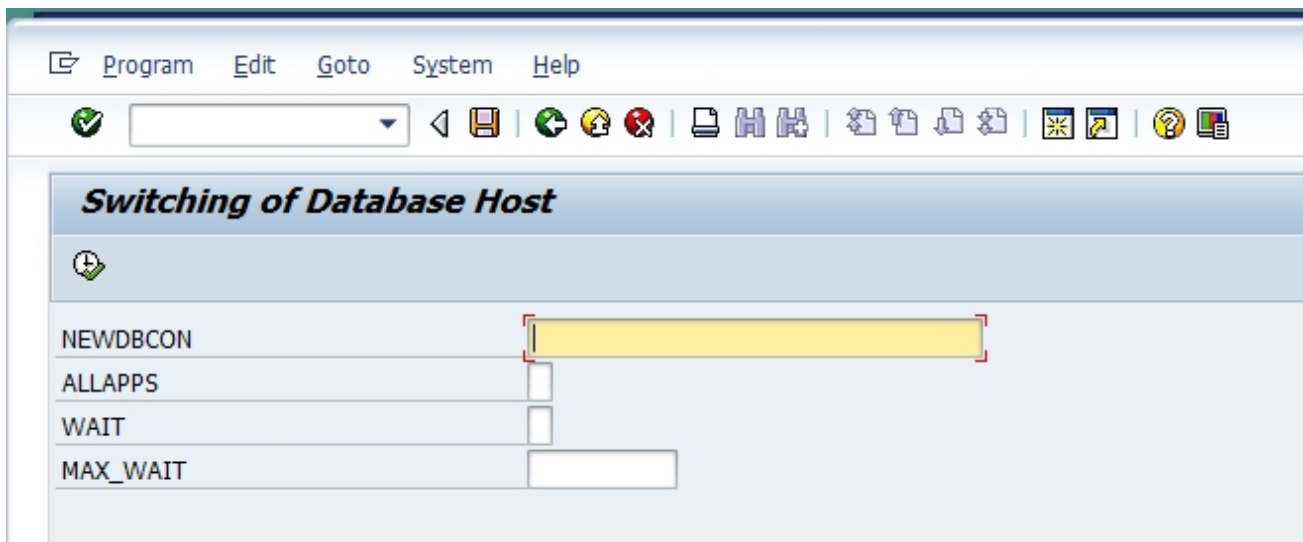 Program Edit Goto System Help
Switching of Database Host
NEWDBCON
ALLAPPS
WAIT
MAX_WAIT